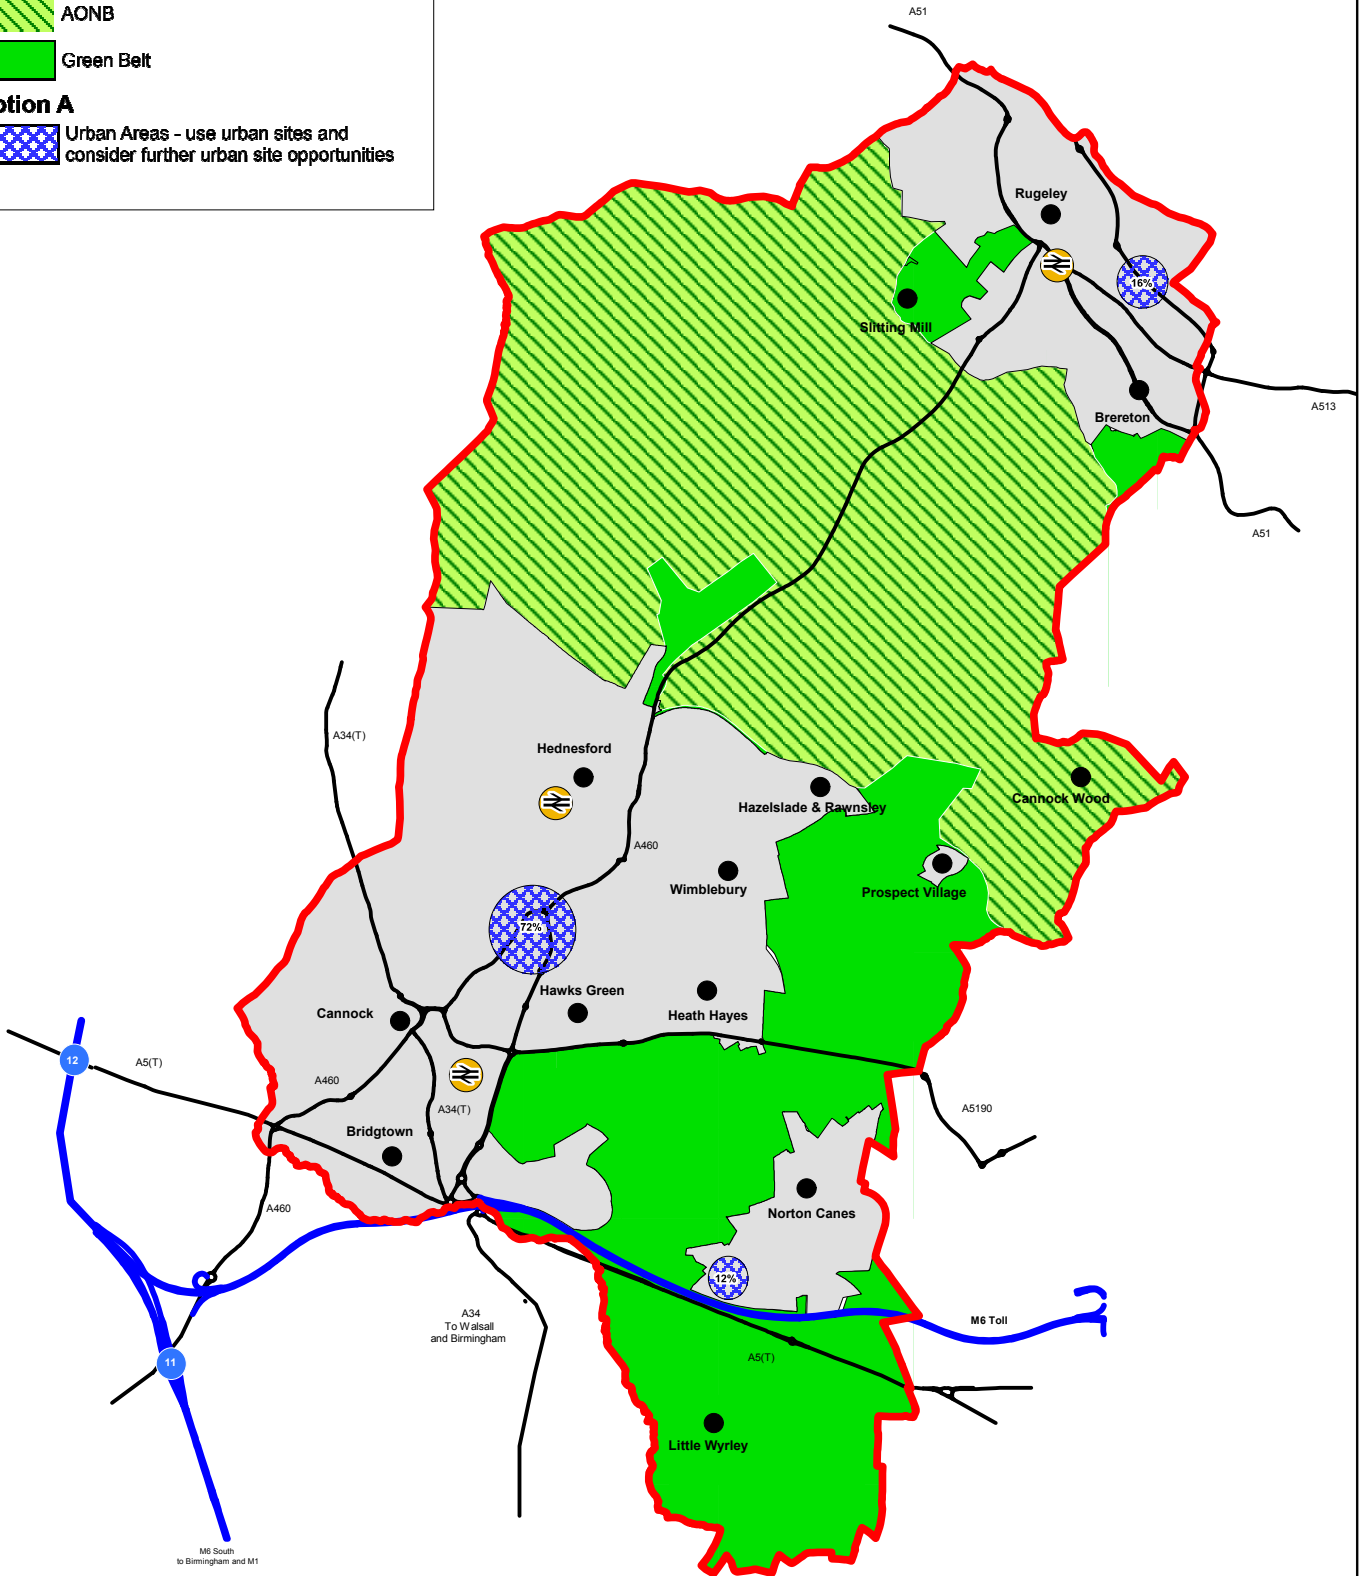 AONB
Green Belt
tion A
Urban Areas - use urban sites and
consider further urban site opportunities
A51
Rugeley
16%
Slitting Mill
Brereton
A513
A51
A34(T)
Hednesford
Hazelslade & Rawnsley
Cannock Wood
A460
Wimblebury
Prospect Village
72%
Hawks Green
Heath Hayes
Cannock
12
A5(T)
A460
A34(T)
A5190
Bridgtown
A460
Norton Canes
12%
A34
To Walsall
and Birmingham
M6 Toll
A5(T)
11
Little Wyrley
M6 South
to Birmingham and M1